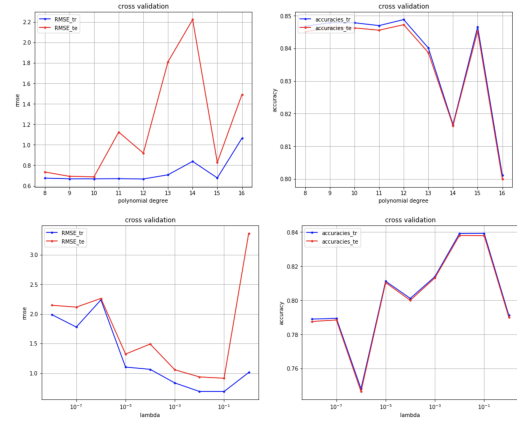 cross validation
RMSE_tr
RMSE_te
rmse
2.2
2.0
1.8
1.6
1.4
1.2
1.0
0.8
0.6
8 9 10 11 12 13 14 15 16
polynomial degree
cross validation
accuracies_tr
accuracies_te
accuracy
0.85
0.84
0.83
0.82
0.81
0.80
8 9 10 11 12 13 14 15 16
polynomial degree
cross validation
RMSE_tr
RMSE_te
rmse
3.0
2.5
2.0
1.5
1.0
10⁻⁷ 10⁻⁵ 10⁻³ 10⁻¹
lambda
cross validation
accuracies_tr
accuracies_te
accuracy
0.84
0.82
0.80
0.78
0.76
10⁻⁷ 10⁻⁵ 10⁻³ 10⁻¹
lambda